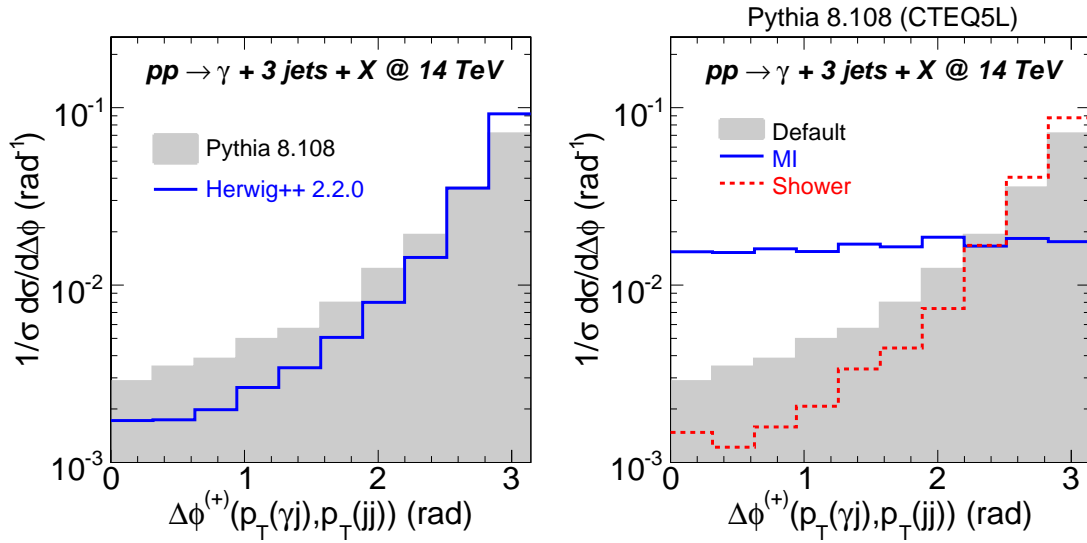 pp → γ + 3 jets + X @ 14 TeV
10⁻¹
10⁻²
10⁻³
1/σ dσ/dΔϕ (rad⁻¹)
Pythia 8.108
Herwig++ 2.2.0
0 1 2 3
Δϕ⁽⁺⁾(p_T(γj),p_T(jj)) (rad)
Pythia 8.108 (CTEQ5L)
pp → γ + 3 jets + X @ 14 TeV
10⁻¹
10⁻²
10⁻³
1/σ dσ/dΔϕ (rad⁻¹)
Default
MI
Shower
0 1 2 3
Δϕ⁽⁺⁾(p_T(γj),p_T(jj)) (rad)